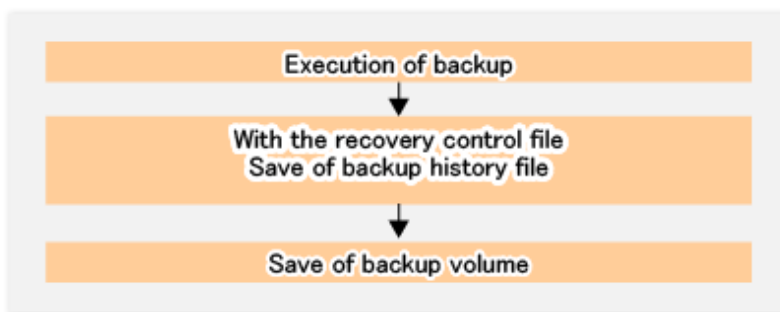 Execution of backup
With the recovery control file
Save of backup history file
Save of backup volume